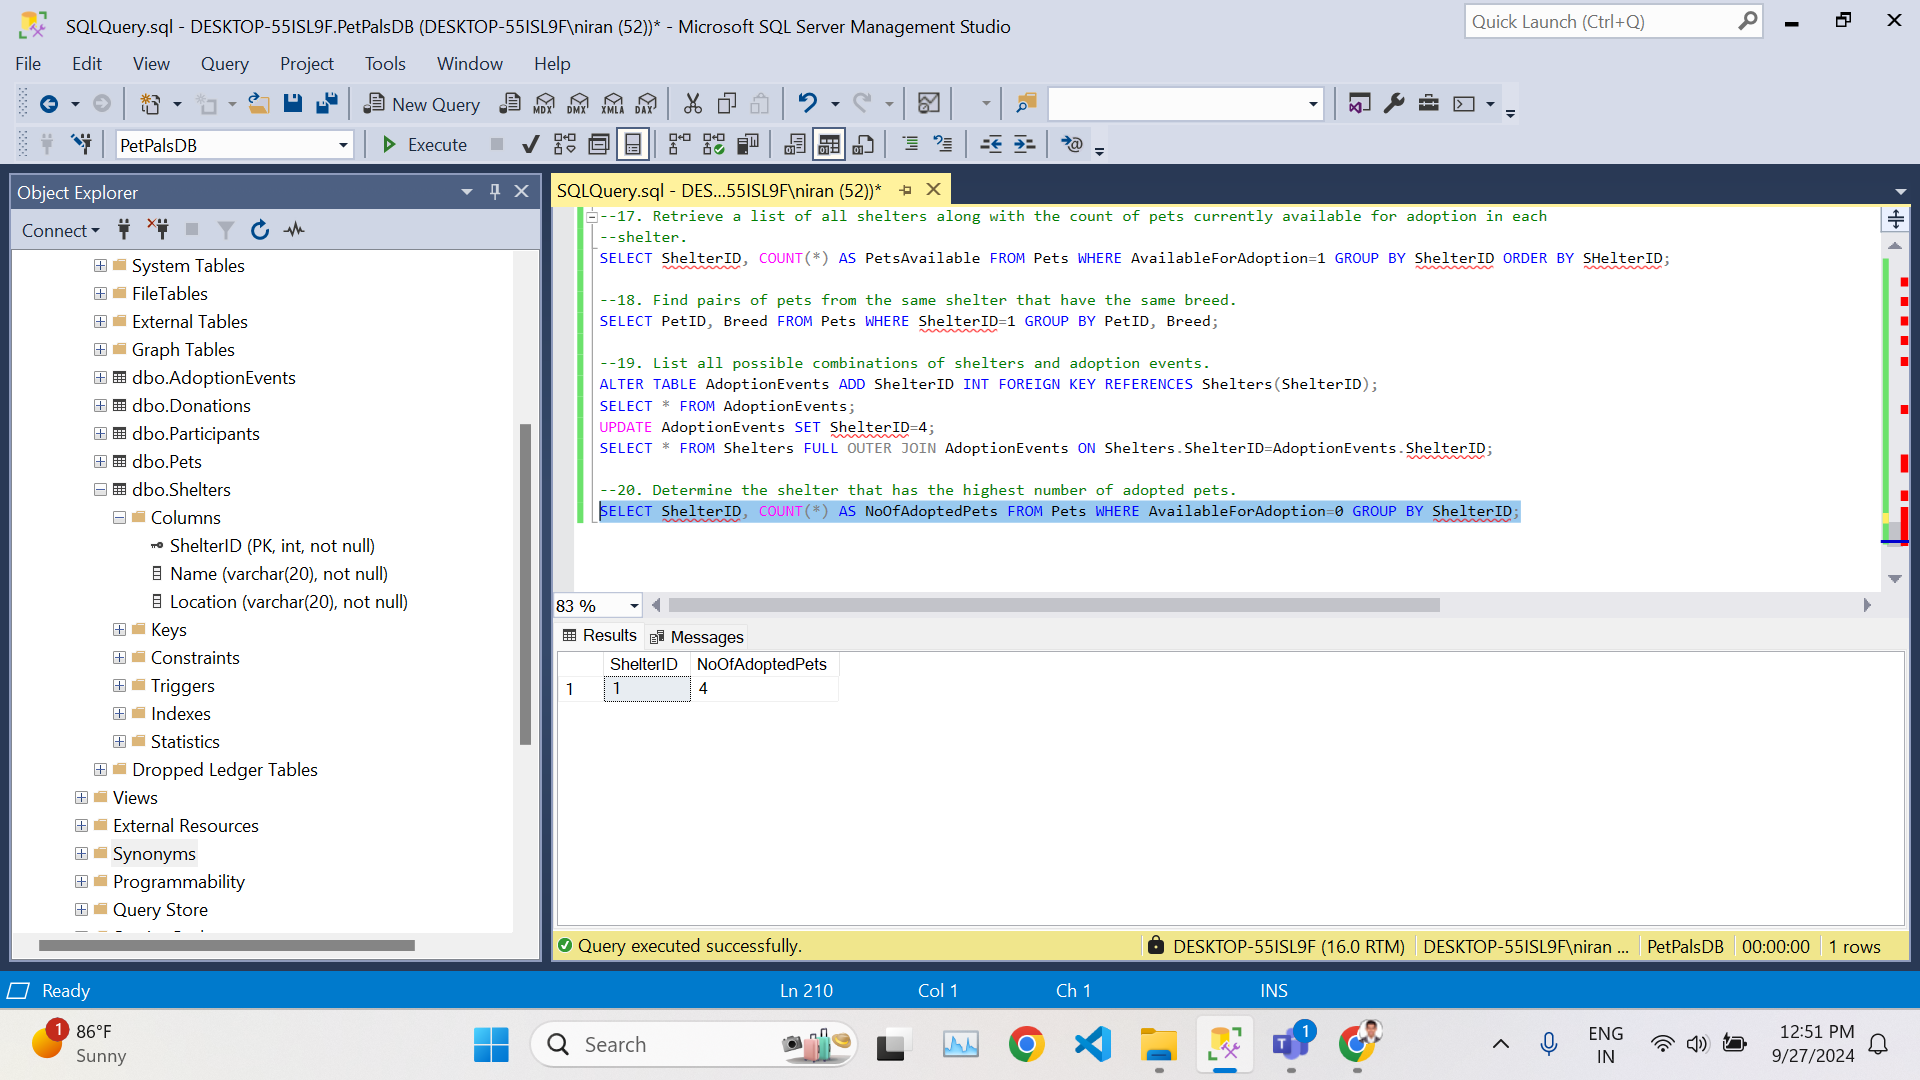 SQLQuery.sql - DESKTOP-55ISL9F.PetPalsDB (DESKTOP-55ISL9F\niran (52))* - Microsoft SQL Server Management Studio
Quick Launch (Ctrl+Q)
File Edit View Query Project Tools Window Help
New Query MDX DMX XMLA DAX
PetPalsDB Execute
Object Explorer
SQLQuery.sql - DES...55ISL9F\niran (52))*
Connect
System Tables
FileTables
External Tables
Graph Tables
dbo.AdoptionEvents
dbo.Donations
dbo.Participants
dbo.Pets
dbo.Shelters
Columns
ShelterID (PK, int, not null)
Name (varchar(20), not null)
Location (varchar(20), not null)
Keys
Constraints
Triggers
Indexes
Statistics
Dropped Ledger Tables
Views
External Resources
Synonyms
Programmability
Query Store
--17. Retrieve a list of all shelters along with the count of pets currently available for adoption in each
--shelter.
SELECT ShelterID, COUNT(*) AS PetsAvailable FROM Pets WHERE AvailableForAdoption=1 GROUP BY ShelterID ORDER BY SHelterID;
--18. Find pairs of pets from the same shelter that have the same breed.
SELECT PetID, Breed FROM Pets WHERE ShelterID=1 GROUP BY PetID, Breed;
--19. List all possible combinations of shelters and adoption events.
ALTER TABLE AdoptionEvents ADD ShelterID INT FOREIGN KEY REFERENCES Shelters(ShelterID);
SELECT * FROM AdoptionEvents;
UPDATE AdoptionEvents SET ShelterID=4;
SELECT * FROM Shelters FULL OUTER JOIN AdoptionEvents ON Shelters.ShelterID=AdoptionEvents.ShelterID;
--20. Determine the shelter that has the highest number of adopted pets.
SELECT ShelterID, COUNT(*) AS NoOfAdoptedPets FROM Pets WHERE AvailableForAdoption=0 GROUP BY ShelterID;
83 %
Results Messages
ShelterID NoOfAdoptedPets
1 1 4
Query executed successfully. DESKTOP-55ISL9F (16.0 RTM) DESKTOP-55ISL9F\niran ... PetPalsDB 00:00:00 1 rows
Ready Ln 210 Col 1 Ch 1 INS
1 86°F
Sunny
Search
1
ENG
IN
12:51 PM
9/27/2024